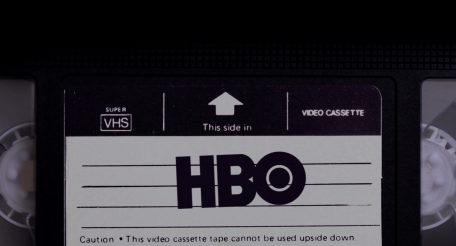 SUPER
VHS
This side in
VIDEO CASSETTE
HBO
Caution • This video cassette tape cannot be used upside down